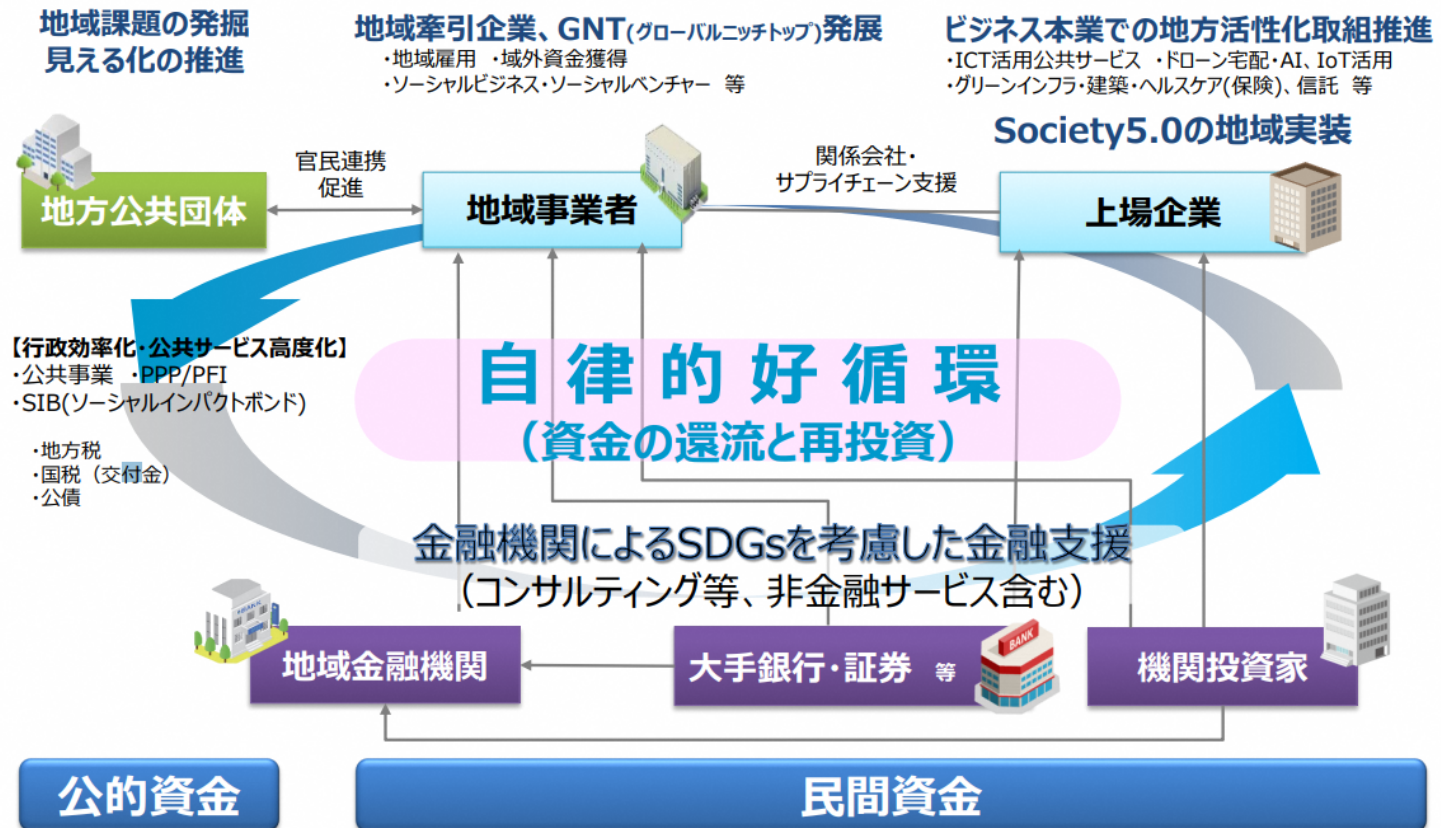 地域課題の発掘
見える化の推進
地域牽引企業、GNT(グローバルニッチトップ)発展
・地域雇用 ・域外資金獲得
・ソーシャルビジネス・ソーシャルベンチャー 等
ビジネス本業での地方活性化取組推進
・ICT活用公共サービス ・ドローン宅配・AI、IoT活用
・グリーンインフラ・建築・ヘルスケア(保険)、信託 等
Society5.0の地域実装
地方公共団体
官民連携
促進
地域事業者
関係会社・
サプライチェーン支援
上場企業
【行政効率化・公共サービス高度化】
・公共事業 ・PPP/PFI
・SIB(ソーシャルインパクトボンド)
・地方税
・国税（交付金）
・公債
自律的好循環
（資金の還流と再投資）
金融機関によるSDGsを考慮した金融支援
（コンサルティング等、非金融サービス含む）
BANK
地域金融機関
大手銀行・証券 等
BANK
機関投資家
公的資金
民間資金